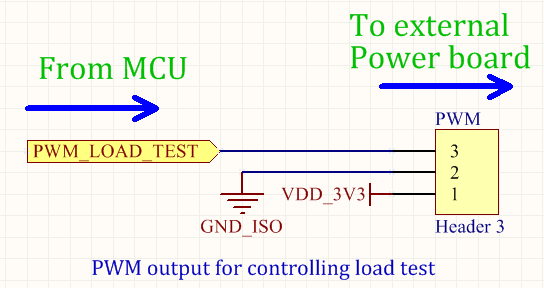 To external
Power board
From MCU
PWM
PWM_LOAD_TEST
3
2
VDD_3V3
1
GND_ISO
Header 3
PWM output for controlling load test